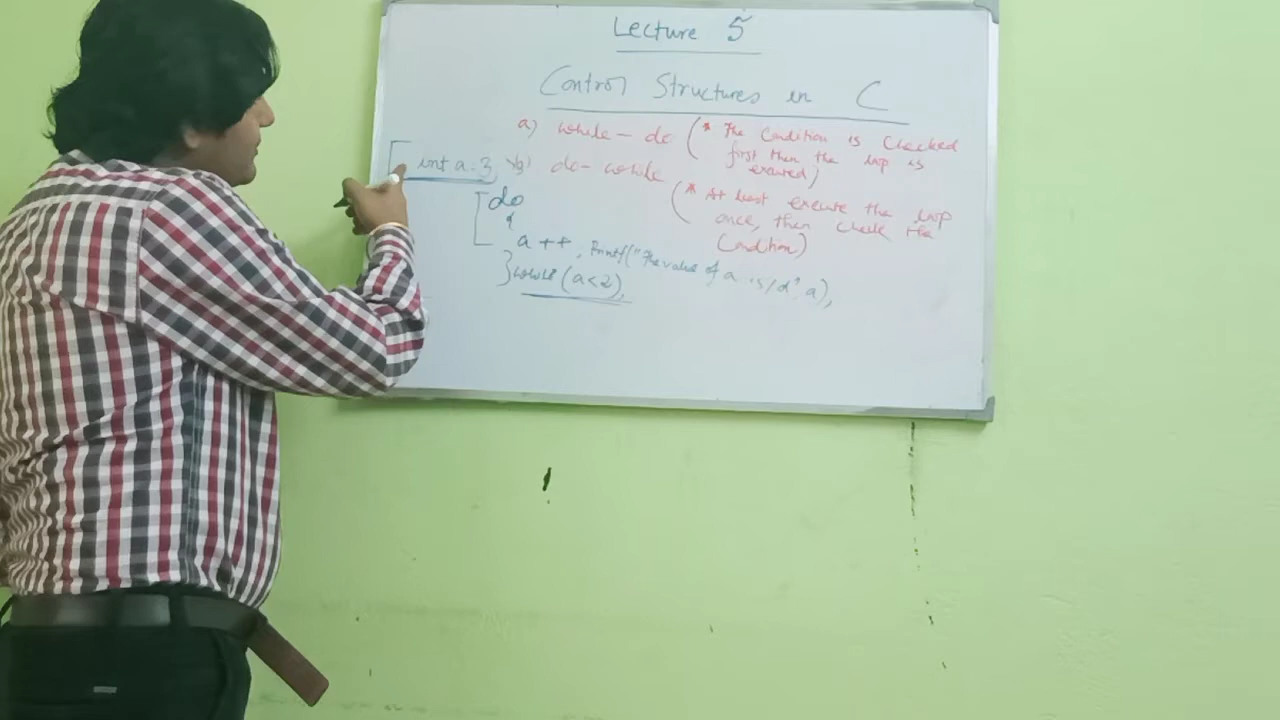 Lecture 5
Control Structures in C
a) while - do (* The Condition is Checked
first then the loop is
executed)
int a = 3, b) do - while
(* At least execute the loop
once, then check the
Condition)
do
{
a ++, Printf("The value of a is /d", a),
} while (a<2),